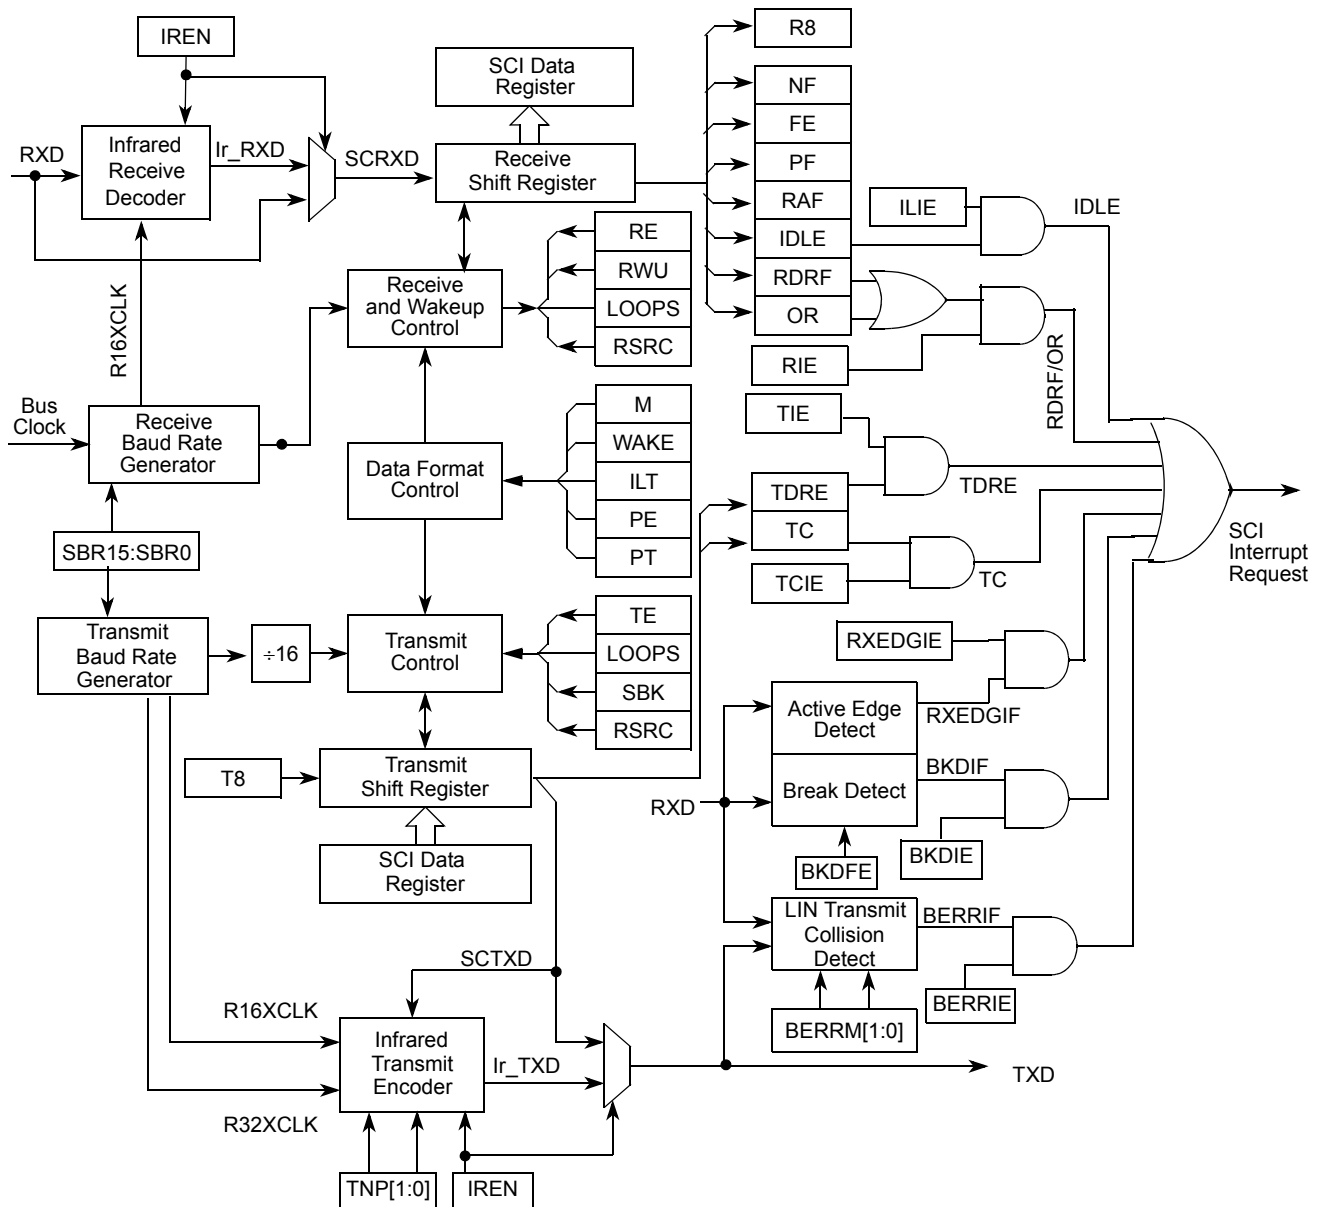 IREN
SCI Data
Register
R8
NF
FE
PF
RAF
IDLE
RDRF
OR
RXD
Infrared
Receive
Decoder
Ir_RXD
SCRXD
Receive
Shift Register
ILIE
IDLE
RE
RWU
LOOPS
RSRC
Receive
and Wakeup
Control
R16XCLK
RIE
RDRF/OR
Bus
Clock
Receive
Baud Rate
Generator
M
WAKE
ILT
PE
PT
Data Format
Control
TIE
TDRE
TC
TCIE
TDRE
TC
SCI
Interrupt
Request
SBR15:SBR0
Transmit
Baud Rate
Generator
÷16
Transmit
Control
TE
LOOPS
SBK
RSRC
RXEDGIE
Active Edge
Detect
RXEDGIF
Break Detect
BKDIF
RXD
BKDIE
BKDFE
T8
Transmit
Shift Register
SCI Data
Register
LIN Transmit
Collision
Detect
BERRIF
BERRIE
BERRM[1:0]
SCTXD
R16XCLK
Infrared
Transmit
Encoder
Ir_TXD
TXD
R32XCLK
TNP[1:0]
IREN